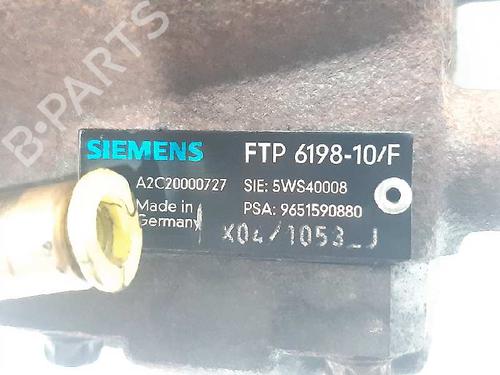 B-PARTS
SIEMENS FTP 6198-10/F
A2C20000727 SIE: 5WS40008
Made in PSA: 9651590880
Germany X04/1053_J